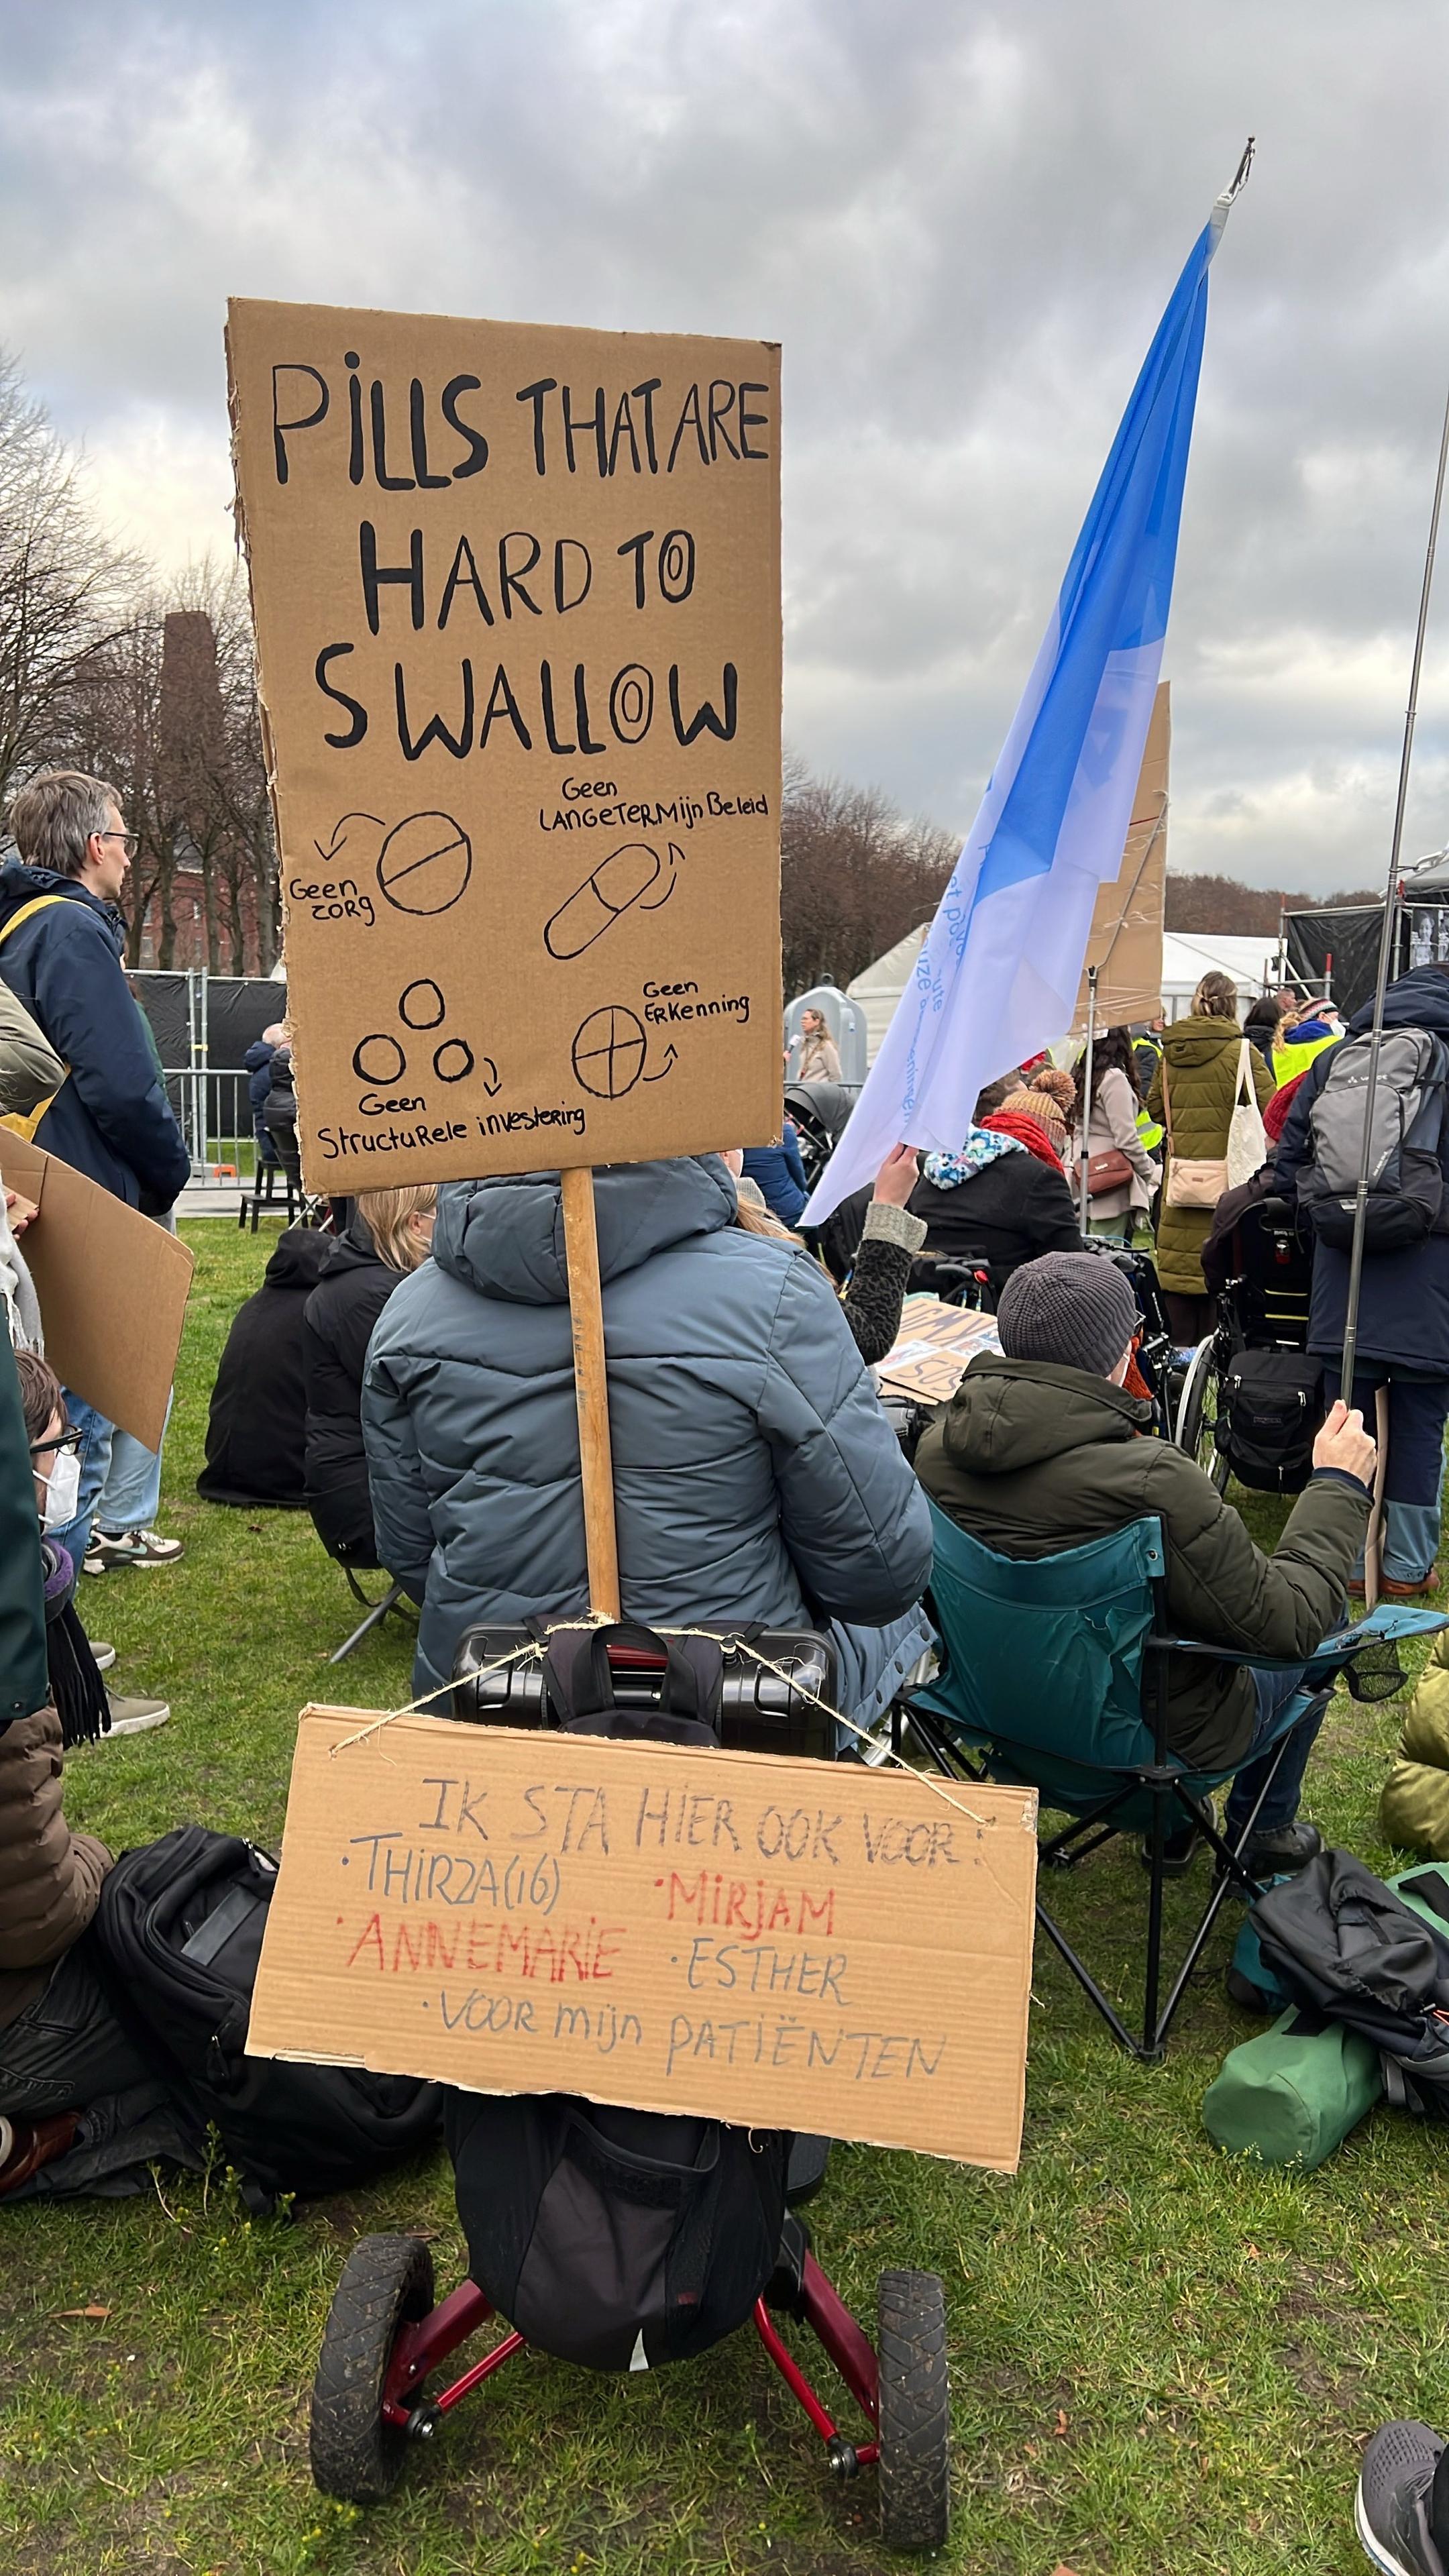 PiLLS THAT ARE
HARD TO
SWALLOW
Geen
LANGeTeRMijn Beleid
Geen
zoRg
Geen
ERKenning
Geen
StructuRele investeRing
SOS
IK STA HiER OOK VOOR:
· THiRZA(16)
· MiRjAM
· ANNEMARiE
· ESTHER
· VOOR mijn PATiËNTEN